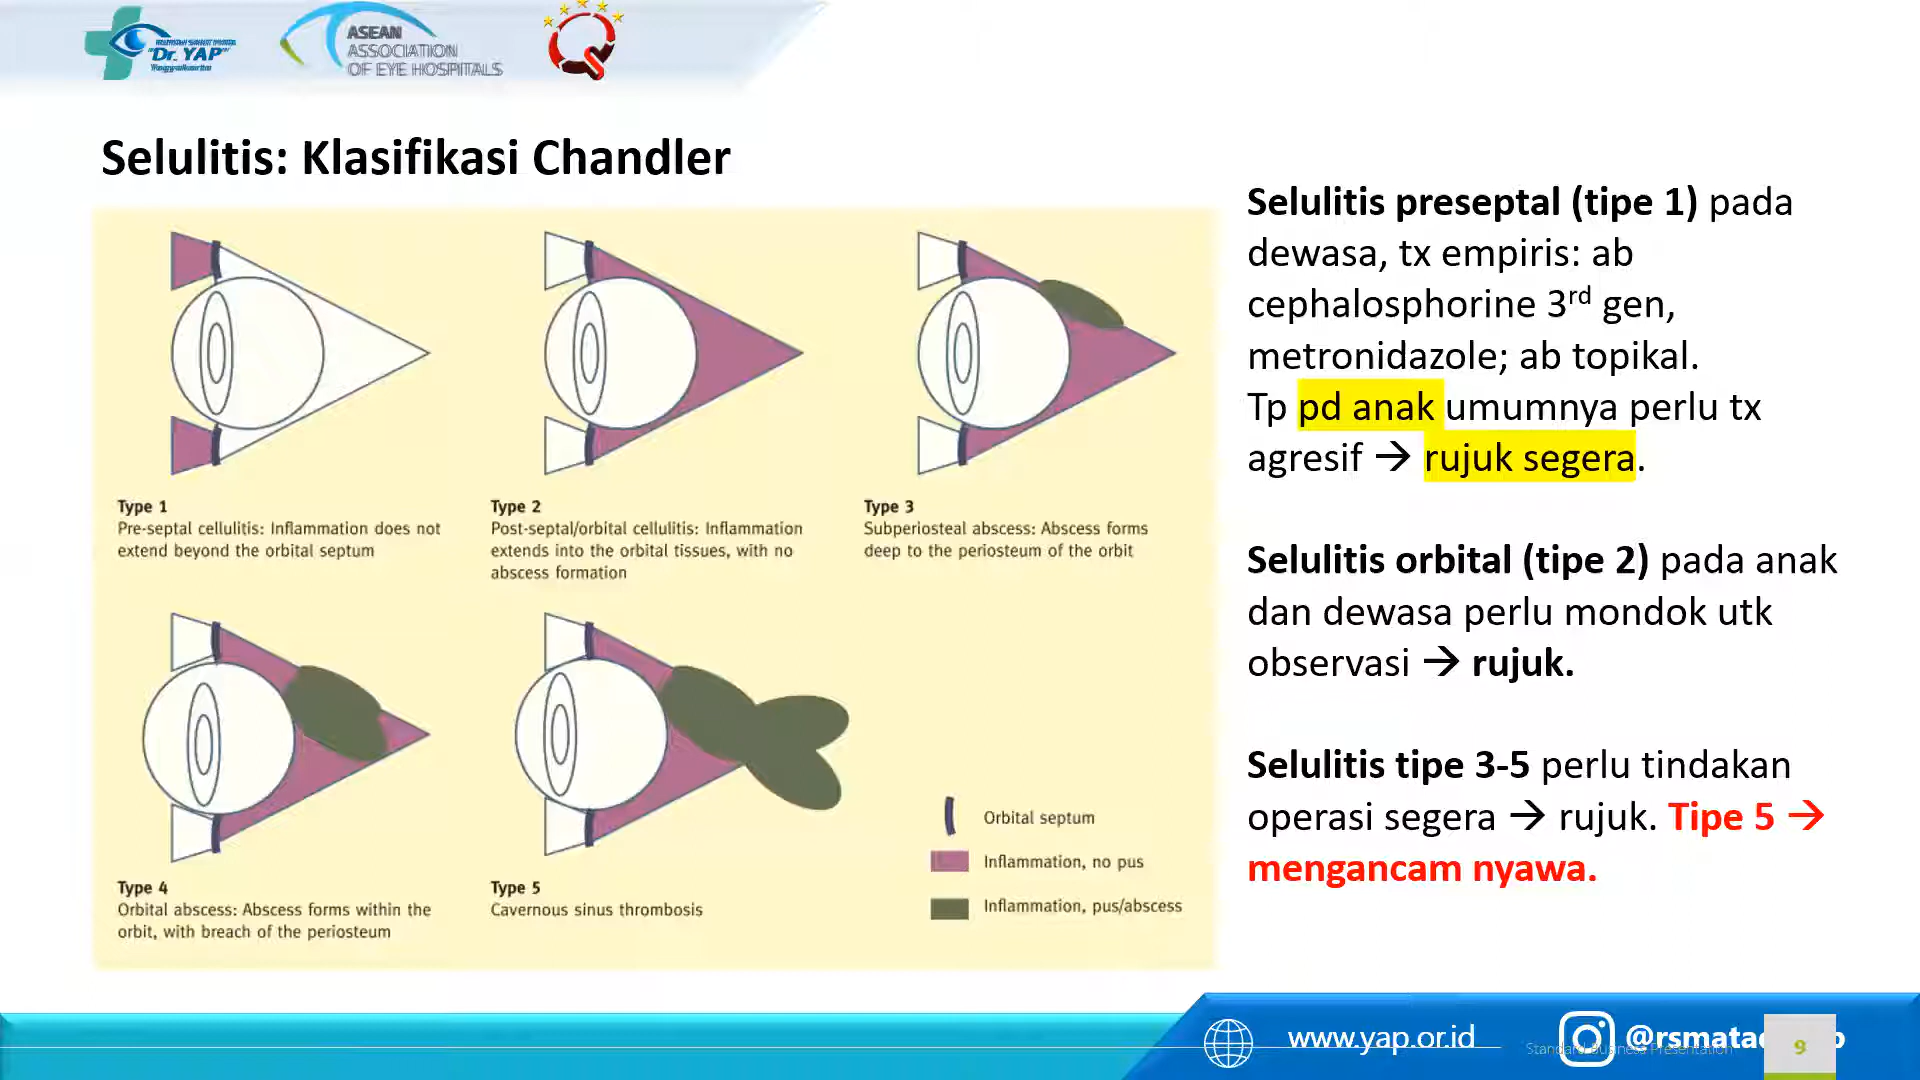 "Dr. YAP"
ASEAN
ASSOCIATION
OF EYE HOSPITALS
Selulitis: Klasifikasi Chandler
Type 1
Pre-septal cellulitis: Inflammation does not
extend beyond the orbital septum
Type 2
Post-septal/orbital cellulitis: Inflammation
extends into the orbital tissues, with no
abscess formation
Type 3
Subperiosteal abscess: Abscess forms
deep to the periosteum of the orbit
Type 4
Orbital abscess: Abscess forms within the
orbit, with breach of the periosteum
Type 5
Cavernous sinus thrombosis
Orbital septum
Inflammation, no pus
Inflammation, pus/abscess
Selulitis preseptal (tipe 1) pada
dewasa, tx empiris: ab
cephalosphorine 3rd gen,
metronidazole; ab topikal.
Tp pd anak umumnya perlu tx
agresif → rujuk segera.
Selulitis orbital (tipe 2) pada anak
dan dewasa perlu mondok utk
observasi → rujuk.
Selulitis tipe 3-5 perlu tindakan
operasi segera → rujuk. Tipe 5 →
mengancam nyawa.
www.yap.or.id
Standard Business Presentation
9